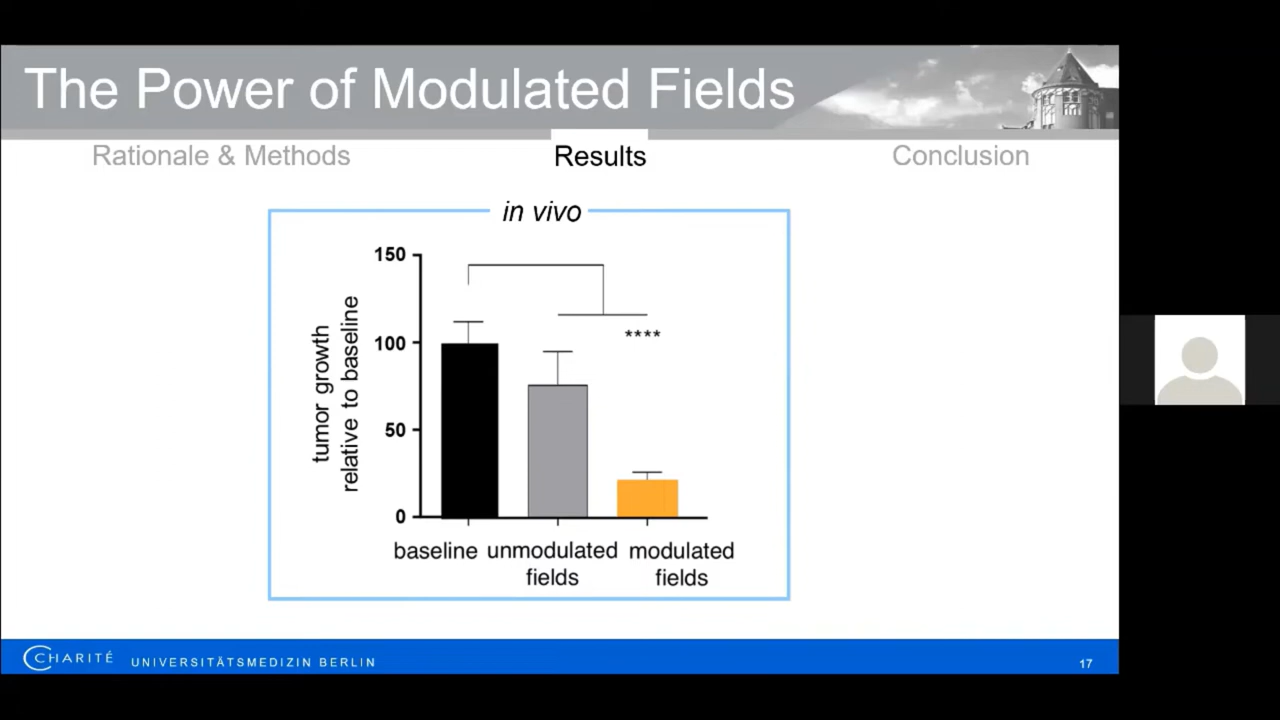 The Power of Modulated Fields
Rationale & Methods
Results
Conclusion
in vivo
150
100
50
0
tumor growth
relative to baseline
****
baseline
unmodulated
fields
modulated
fields
CHARITÉ
UNIVERSITÄTSMEDIZIN BERLIN
17